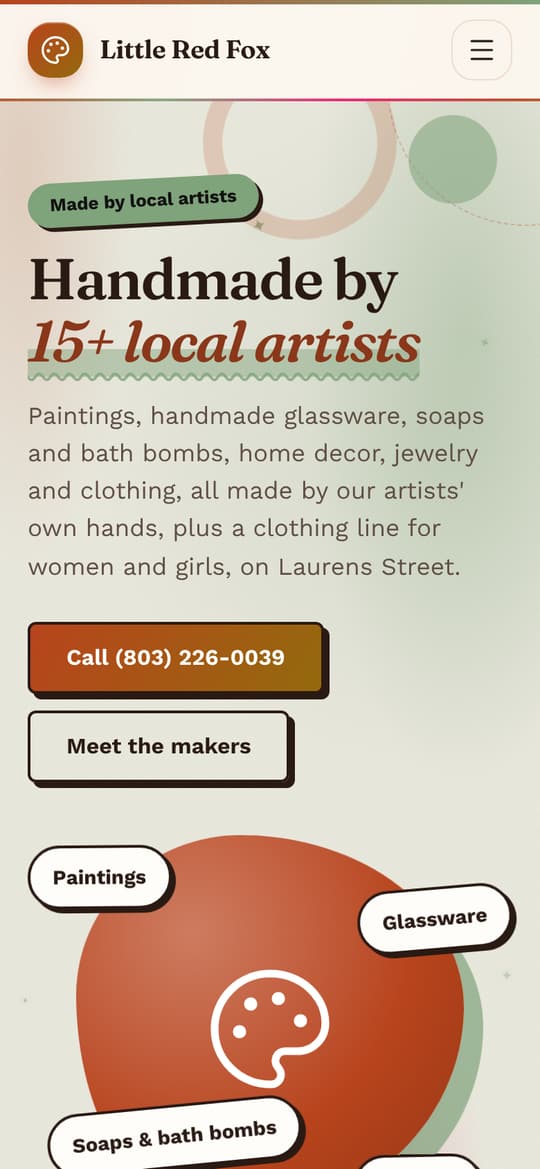 Little Red Fox
Made by local artists
Handmade by
15+ local artists
Paintings, handmade glassware, soaps
and bath bombs, home decor, jewelry
and clothing, all made by our artists'
own hands, plus a clothing line for
women and girls, on Laurens Street.
Call (803) 226-0039
Meet the makers
Paintings
Glassware
Soaps & bath bombs